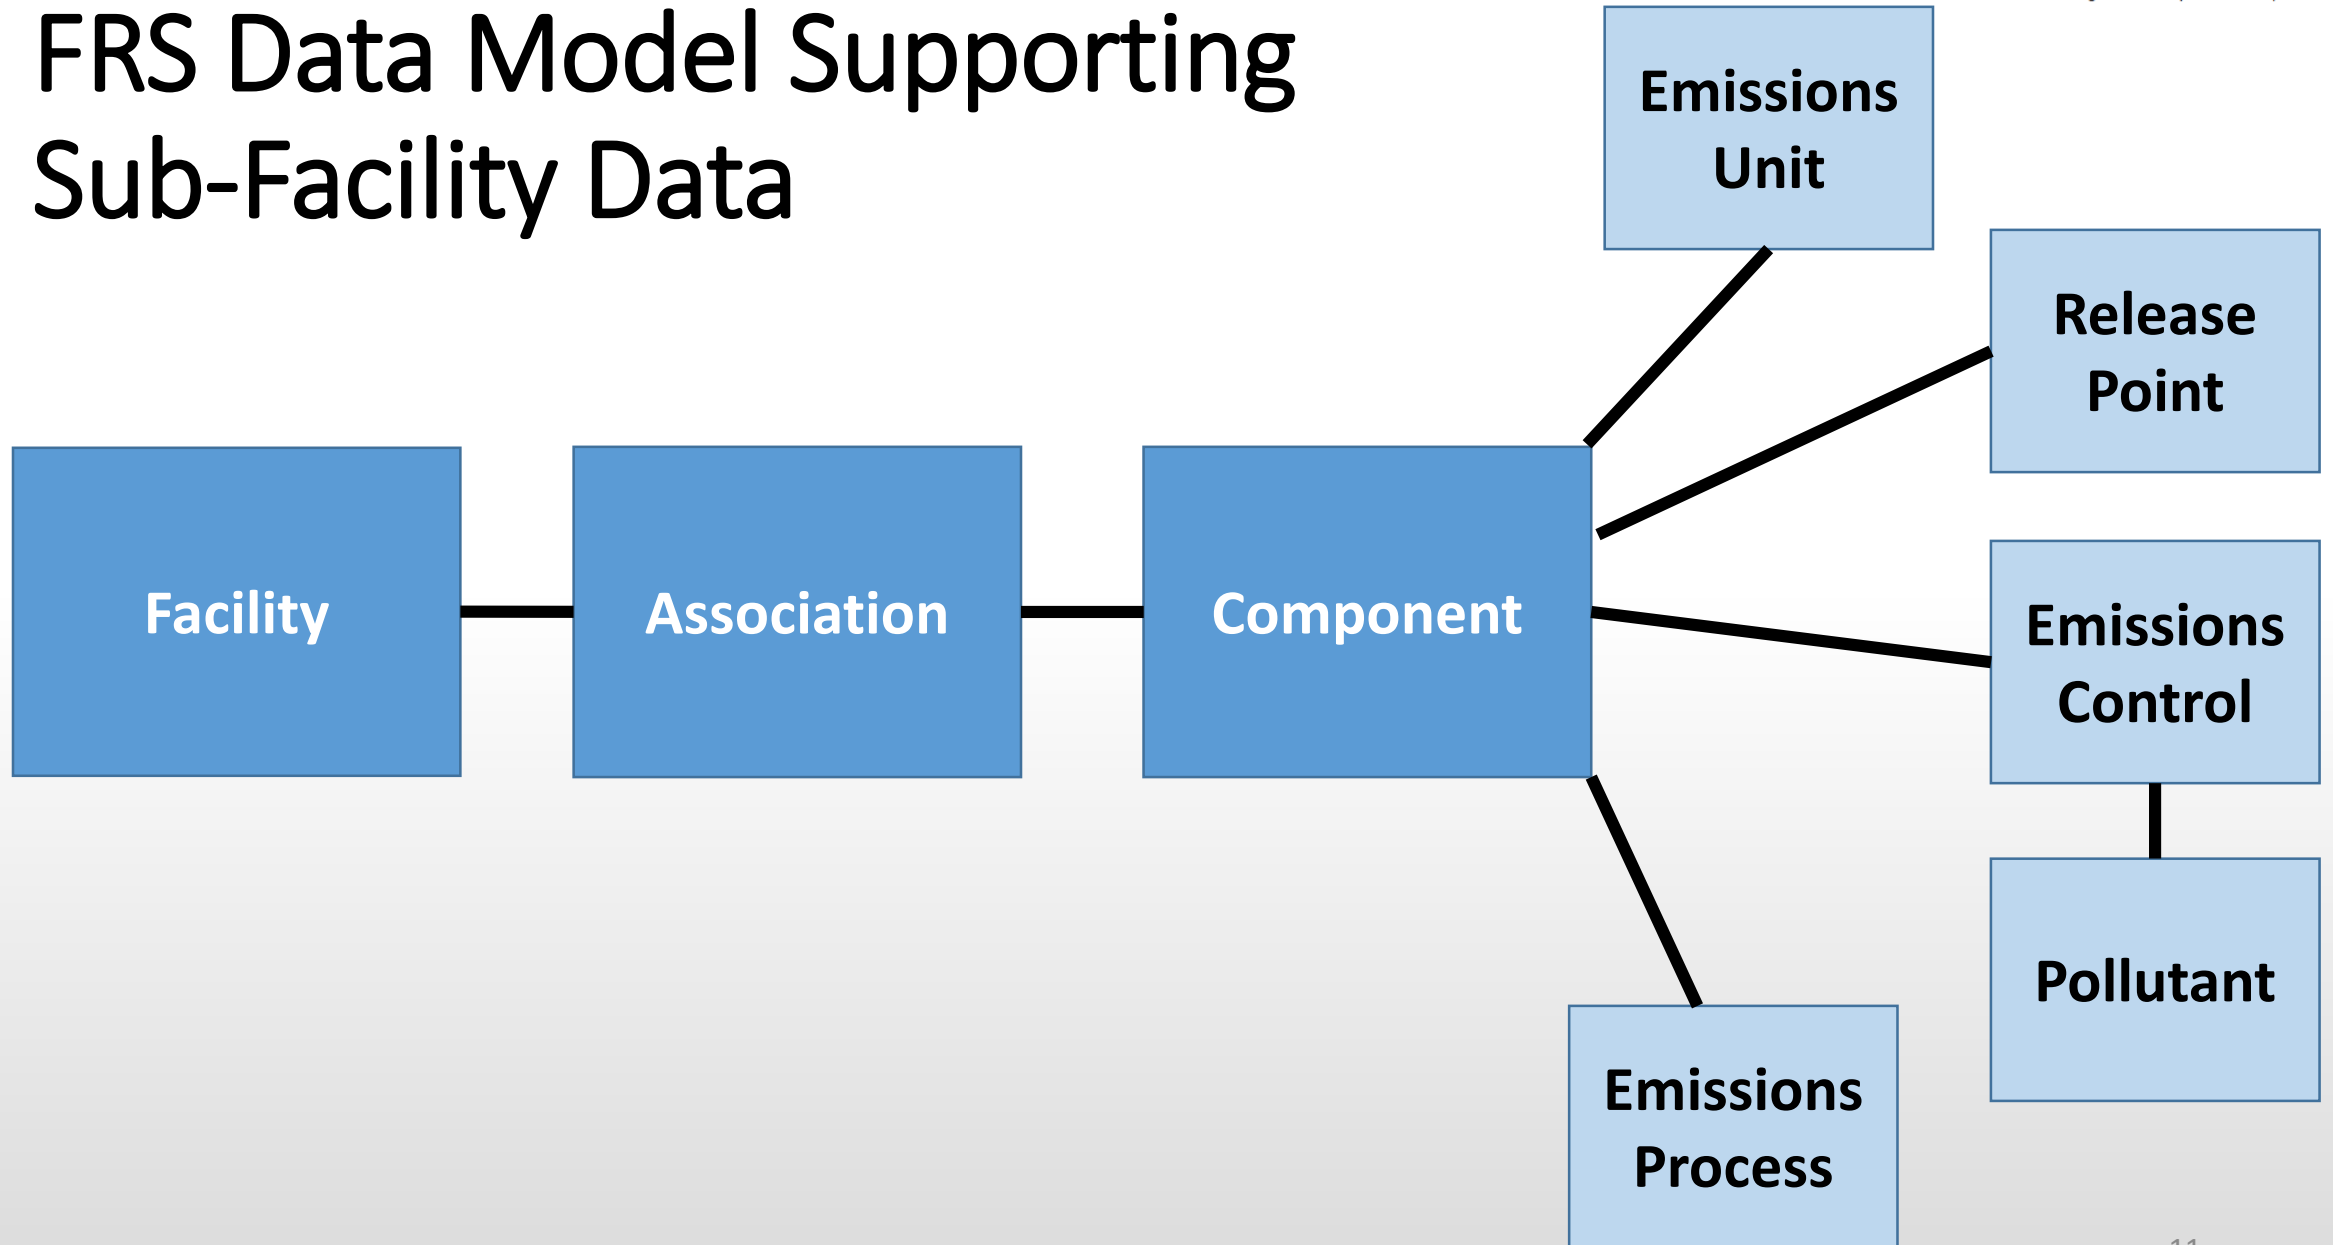 FRS Data Model Supporting
Sub-Facility Data
Emissions
Unit
Release
Point
Facility
Association
Component
Emissions
Control
Pollutant
Emissions
Process